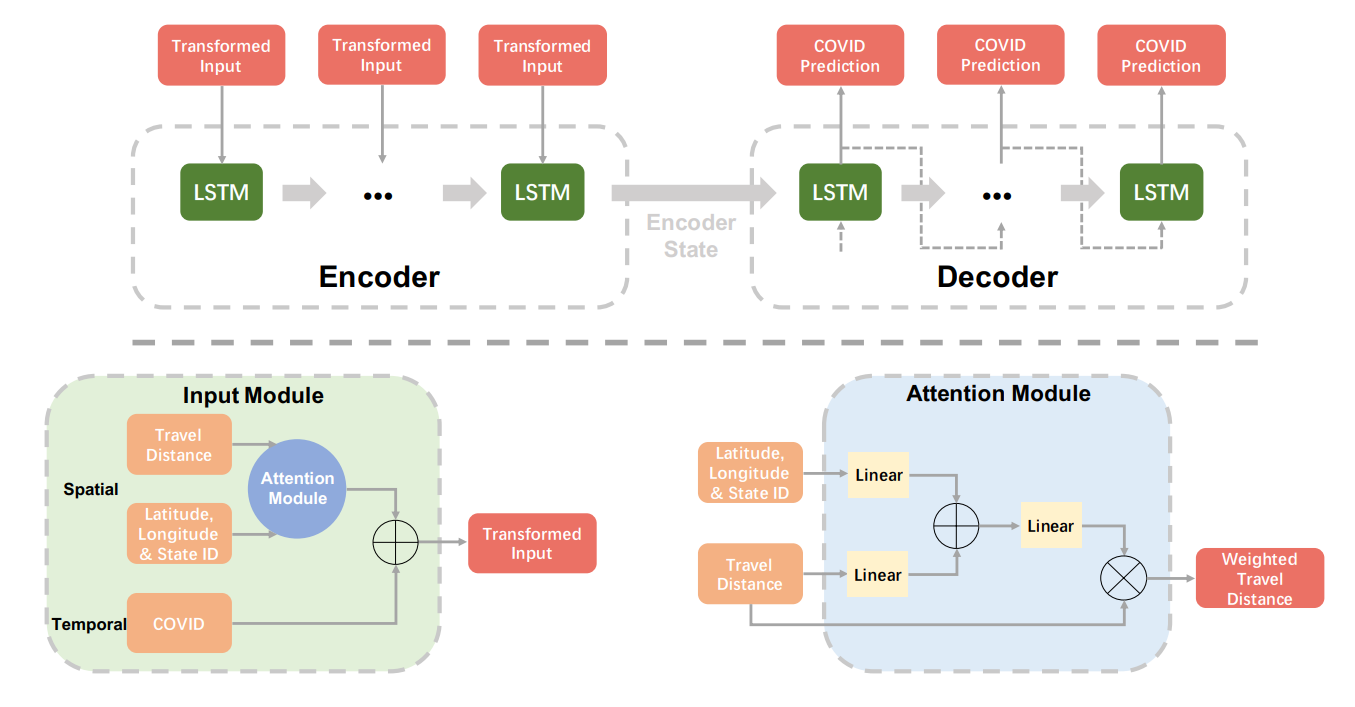 Transformed
Input
Transformed
Input
Transformed
Input
COVID
Prediction
COVID
Prediction
COVID
Prediction
LSTM
...
LSTM
Encoder
State
LSTM
...
LSTM
Encoder
Decoder
Input Module
Travel
Distance
Spatial
Attention
Module
Latitude,
Longitude
& State ID
Transformed
Input
Temporal
COVID
Attention Module
Latitude,
Longitude
& State ID
Linear
Linear
Travel
Distance
Linear
Weighted
Travel
Distance